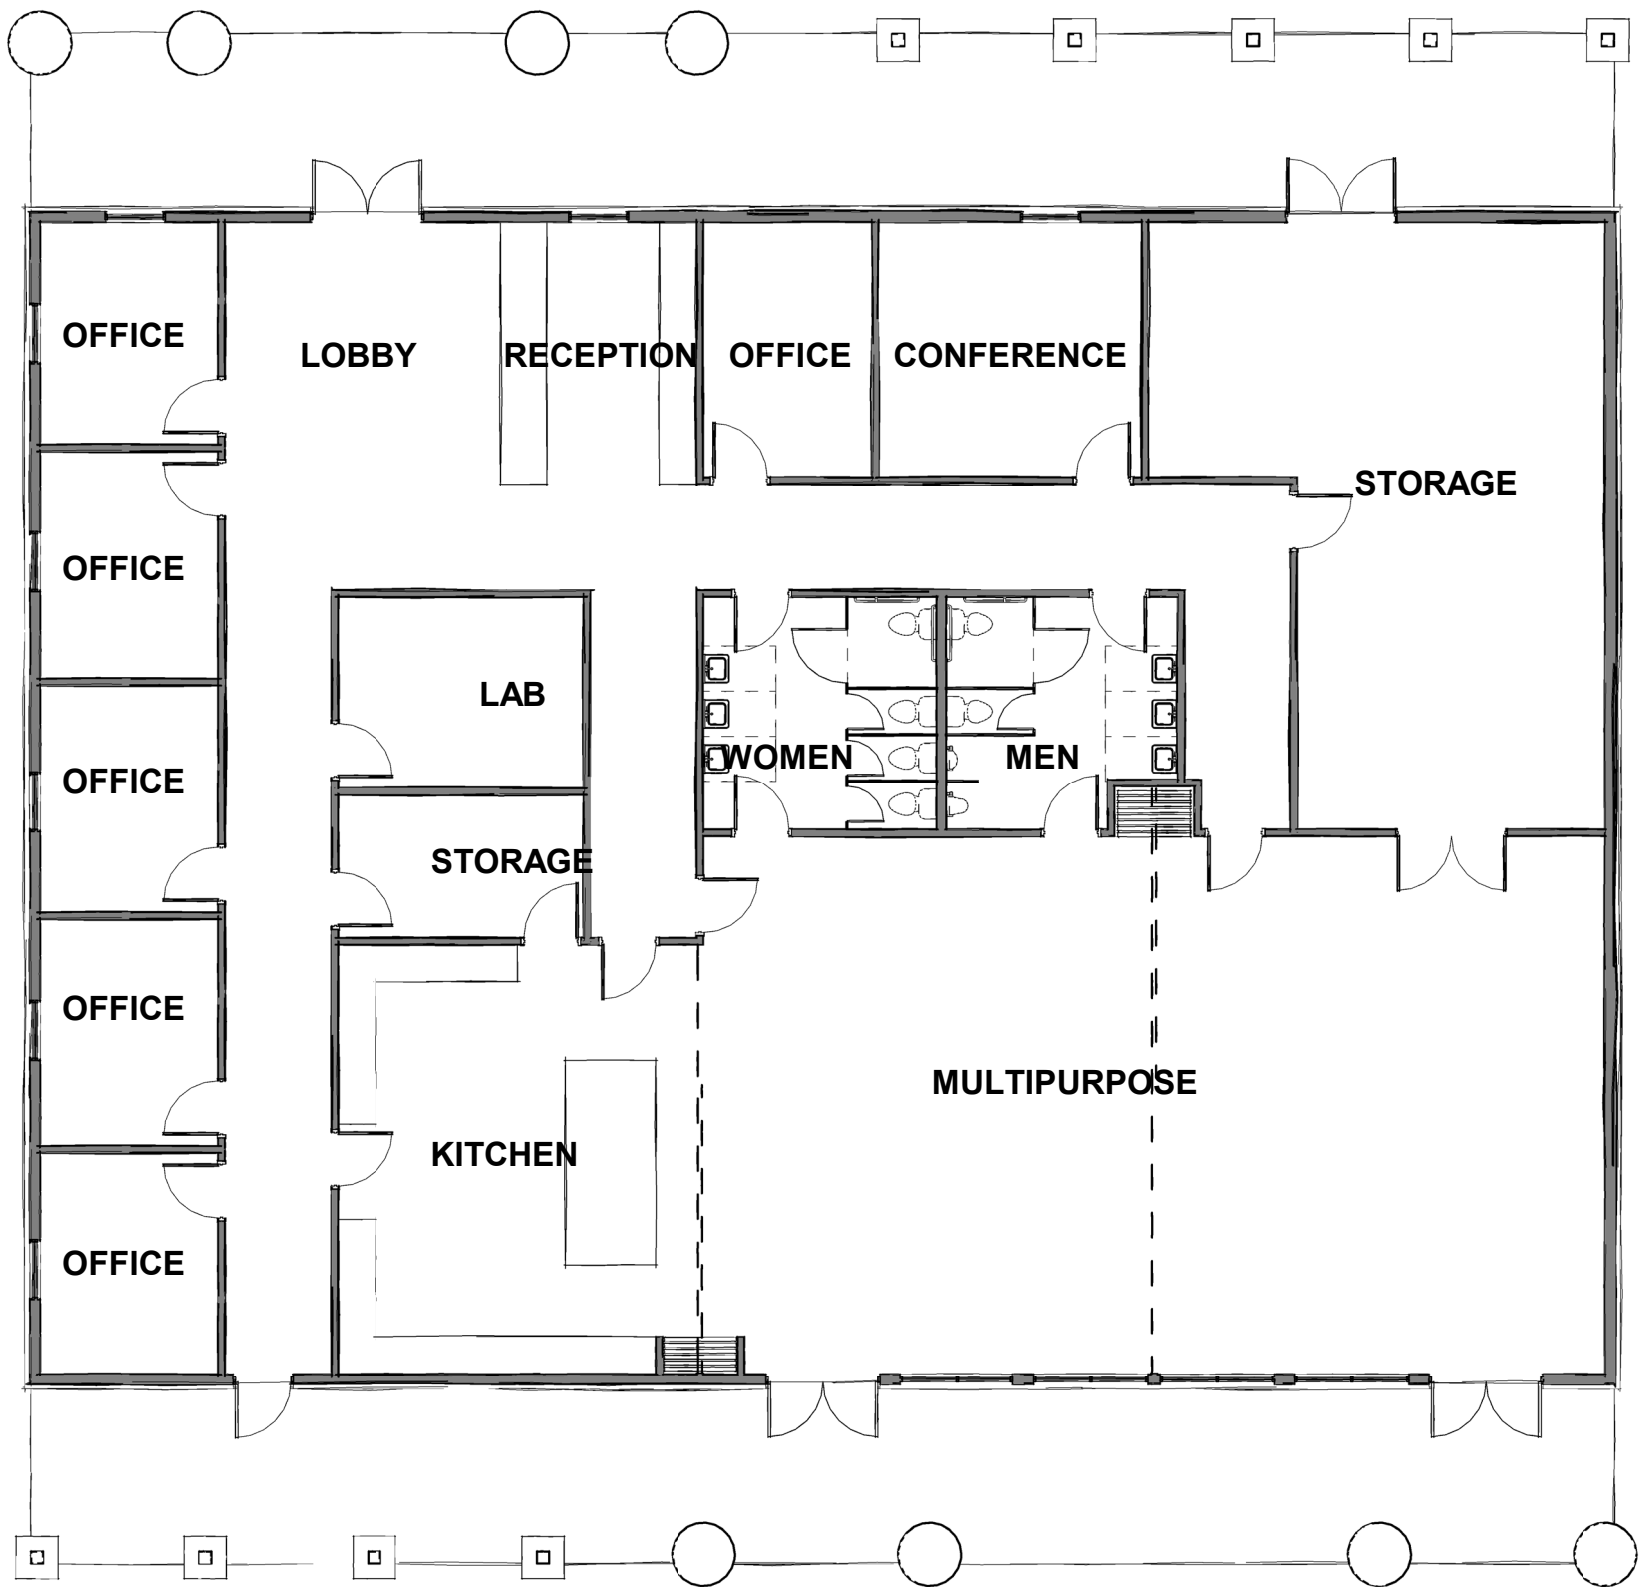 OFFICE
LOBBY
RECEPTION
OFFICE
CONFERENCE
STORAGE
OFFICE
LAB
WOMEN
MEN
OFFICE
STORAGE
OFFICE
MULTIPURPOSE
KITCHEN
OFFICE